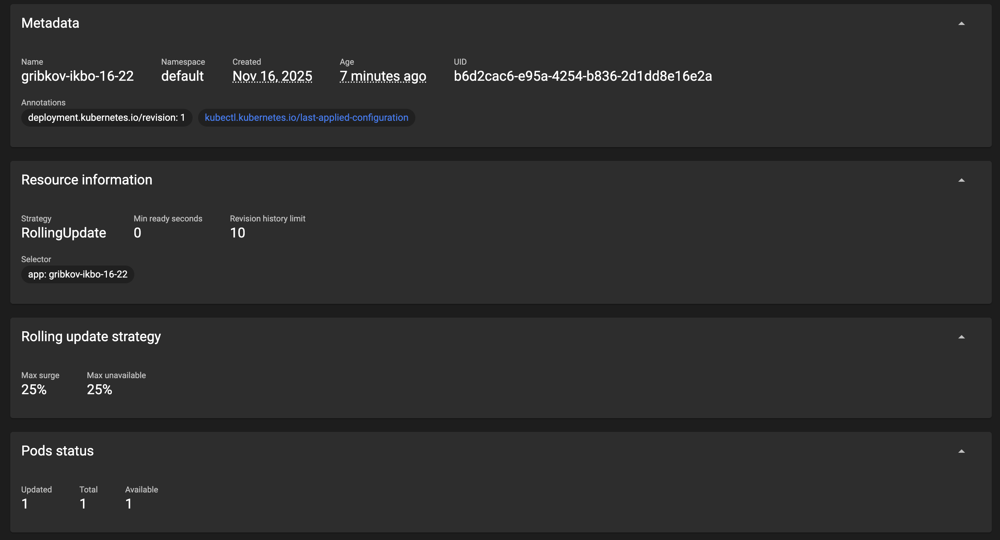 Metadata
Name Namespace Created Age UID
gribkov-ikbo-16-22 default Nov 16, 2025 7 minutes ago b6d2cac6-e95a-4254-b836-2d1dd8e16e2a
Annotations
deployment.kubernetes.io/revision: 1 kubectl.kubernetes.io/last-applied-configuration
Resource information
Strategy Min ready seconds Revision history limit
RollingUpdate 0 10
Selector
app: gribkov-ikbo-16-22
Rolling update strategy
Max surge Max unavailable
25% 25%
Pods status
Updated Total Available
1 1 1